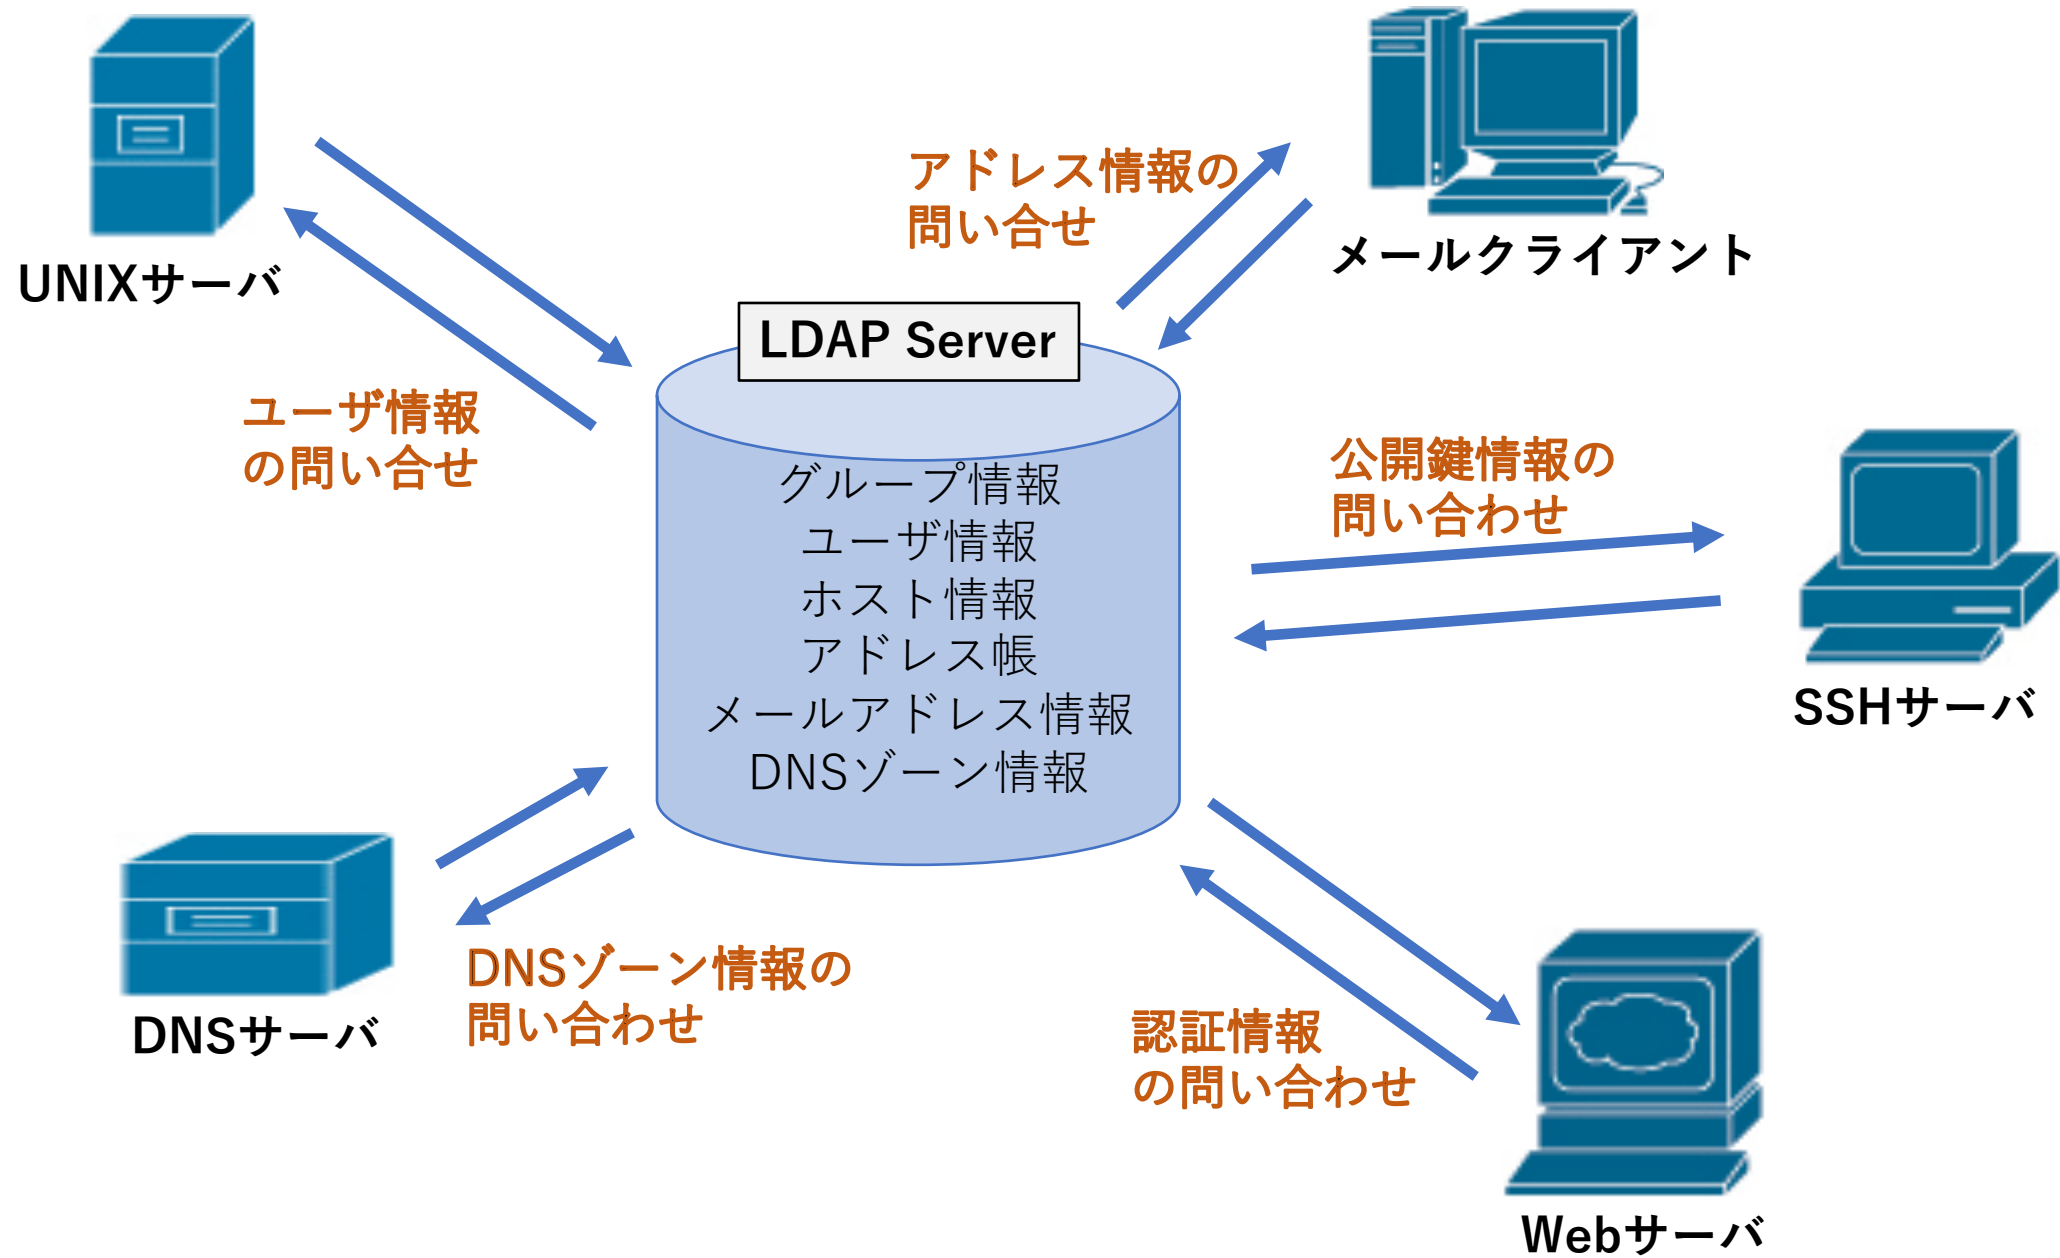 アドレス情報の
問い合せ
メールクライアント
UNIXサーバ
LDAP Server
ユーザ情報
の問い合せ
グループ情報
ユーザ情報
ホスト情報
アドレス帳
メールアドレス情報
DNSゾーン情報
公開鍵情報の
問い合わせ
SSHサーバ
DNSサーバ
DNSゾーン情報の
問い合わせ
認証情報
の問い合わせ
Webサーバ